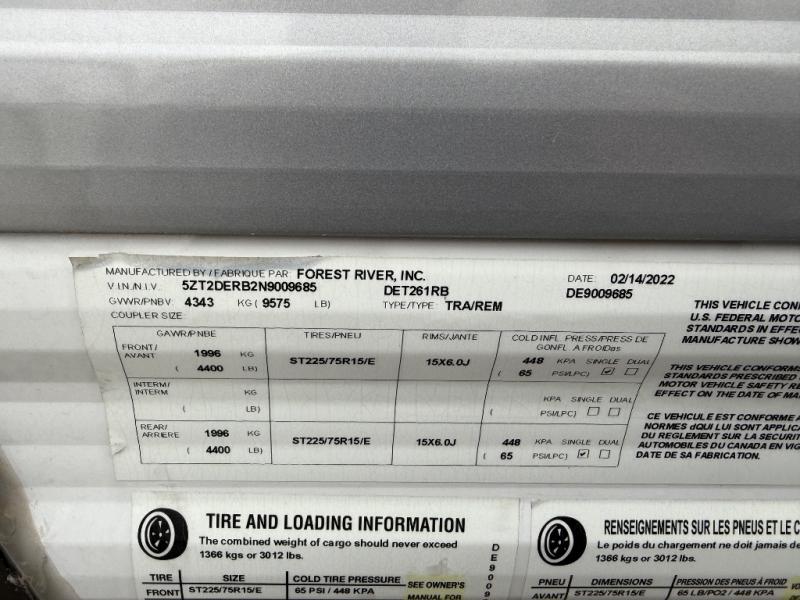 MANUFACTURED BY / FABRIQUE PAR: FOREST RIVER, INC. DATE: 02/14/2022
V.I.N./N.I.V.: 5ZT2DERB2N9009685 DET261RB DE9009685
GVWR/PNBV: 4343 KG ( 9575 LB) TYPE/TYPE: TRA/REM
COUPLER SIZE:
GAWR/PNBE TIRES/PNEU RIMS/JANTE COLD INFL. PRESS/PRESS DE GONFL. A FROIDas
FRONT/ AVANT 1996 KG ST225/75R15/E 15X6.0J 448 KPA SINGLE DUAL
( 4400 LB) ( 65 PSI/LPC)
INTERM/ INTERM KG KPA SINGLE DUAL
( LB) ( PSI/LPC)
REAR/ ARRIERE 1996 KG ST225/75R15/E 15X6.0J 448 KPA SINGLE DUAL
( 4400 LB) ( 65 PSI/LPC)
THIS VEHICLE CONFO
U.S. FEDERAL MOTO
STANDARDS IN EFFE
MANUFACTURE SHOW
THIS VEHICLE CONFORMS
STANDARDS PRESCRIBED
MOTOR VEHICLE SAFETY RE
EFFECT ON THE DATE OF MA
CE VEHICULE EST CONFORME A
NORMES dQUI LUI SONT APPLICA
DU REGLEMENT SUR LA SECURIT
AUTOMOBILES DU CANADA EN VIG
DATE DE SA FABRICATION.
TIRE AND LOADING INFORMATION
The combined weight of cargo should never exceed
1366 kgs or 3012 lbs.
TIRE SIZE COLD TIRE PRESSURE SEE OWNER'S
FRONT ST225/75R15/E 65 PSI / 448 KPA MANUAL FOR
DE9009
RENSEIGNEMENTS SUR LES PNEUS ET LE C
Le poids du chargement ne doit jamais de
1366 kg or 3012 lbs.
PNEU DIMENSIONS PRESSION DES PNEUS À FROID
AVANT ST225/75R15/E 65 LB/PO2 / 448 KPA